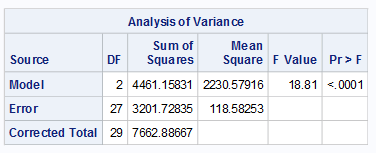 Analysis of Variance
Sum of Mean
Source DF Squares Square F Value Pr > F
Model 2 4461.15831 2230.57916 18.81 <.0001
Error 27 3201.72835 118.58253
Corrected Total 29 7662.88667